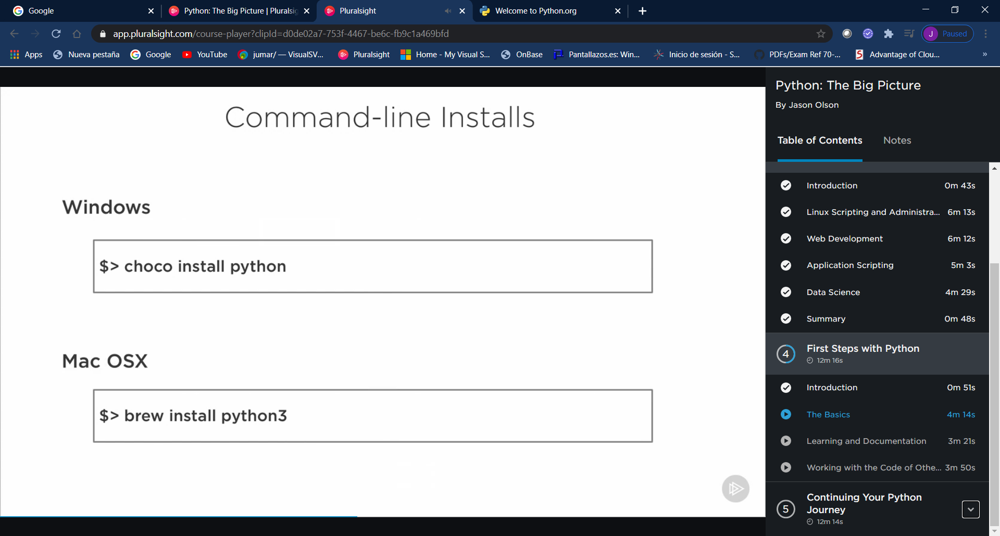 Google
Python: The Big Picture | Pluralsig
Pluralsight
Welcome to Python.org
app.pluralsight.com/course-player?clipId=d0de02a7-753f-4467-be6c-fb9c1a469bfd
J Paused
Apps
Nueva pestaña
Google
YouTube
jumar/ — VisualSV...
Pluralsight
Home - My Visual S...
OnBase
Pantallazos.es: Win...
Inicio de sesión - S...
PDFs/Exam Ref 70-...
Advantage of Clou...
»
Command-line Installs
Windows
$> choco install python
Mac OSX
$> brew install python3
Python: The Big Picture
By Jason Olson
Table of Contents
Notes
Introduction 0m 43s
Linux Scripting and Administra... 6m 13s
Web Development 6m 12s
Application Scripting 5m 3s
Data Science 4m 29s
Summary 0m 48s
4 First Steps with Python
12m 16s
Introduction 0m 51s
The Basics 4m 14s
Learning and Documentation 3m 21s
Working with the Code of Othe... 3m 50s
5 Continuing Your Python
Journey
12m 14s